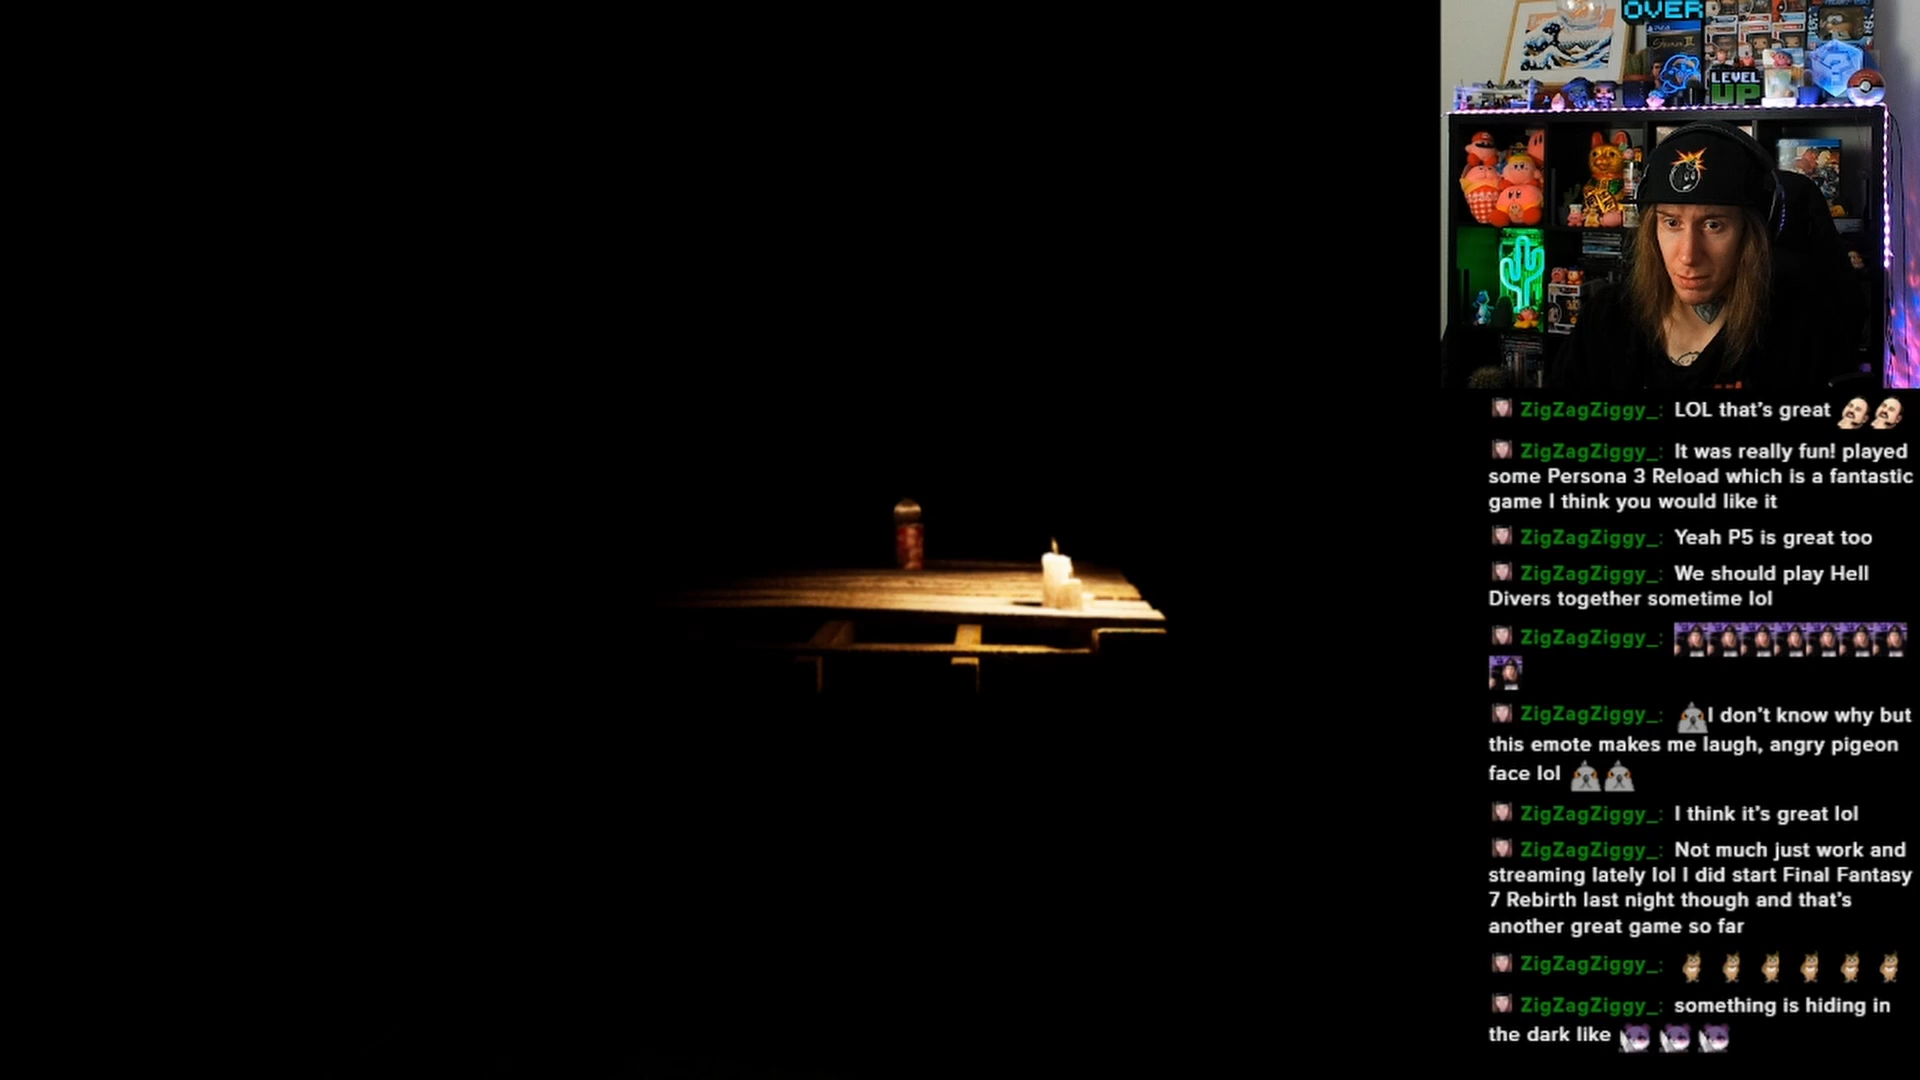 OVER
LEVEL
UP
ZigZagZiggy_: LOL that's great
ZigZagZiggy_: It was really fun! played
some Persona 3 Reload which is a fantastic
game I think you would like it
ZigZagZiggy_: Yeah P5 is great too
ZigZagZiggy_: We should play Hell
Divers together sometime lol
ZigZagZiggy_:
ZigZagZiggy_: I don't know why but
this emote makes me laugh, angry pigeon
face lol
ZigZagZiggy_: I think it's great lol
ZigZagZiggy_: Not much just work and
streaming lately lol I did start Final Fantasy
7 Rebirth last night though and that's
another great game so far
ZigZagZiggy_:
ZigZagZiggy_: something is hiding in
the dark like